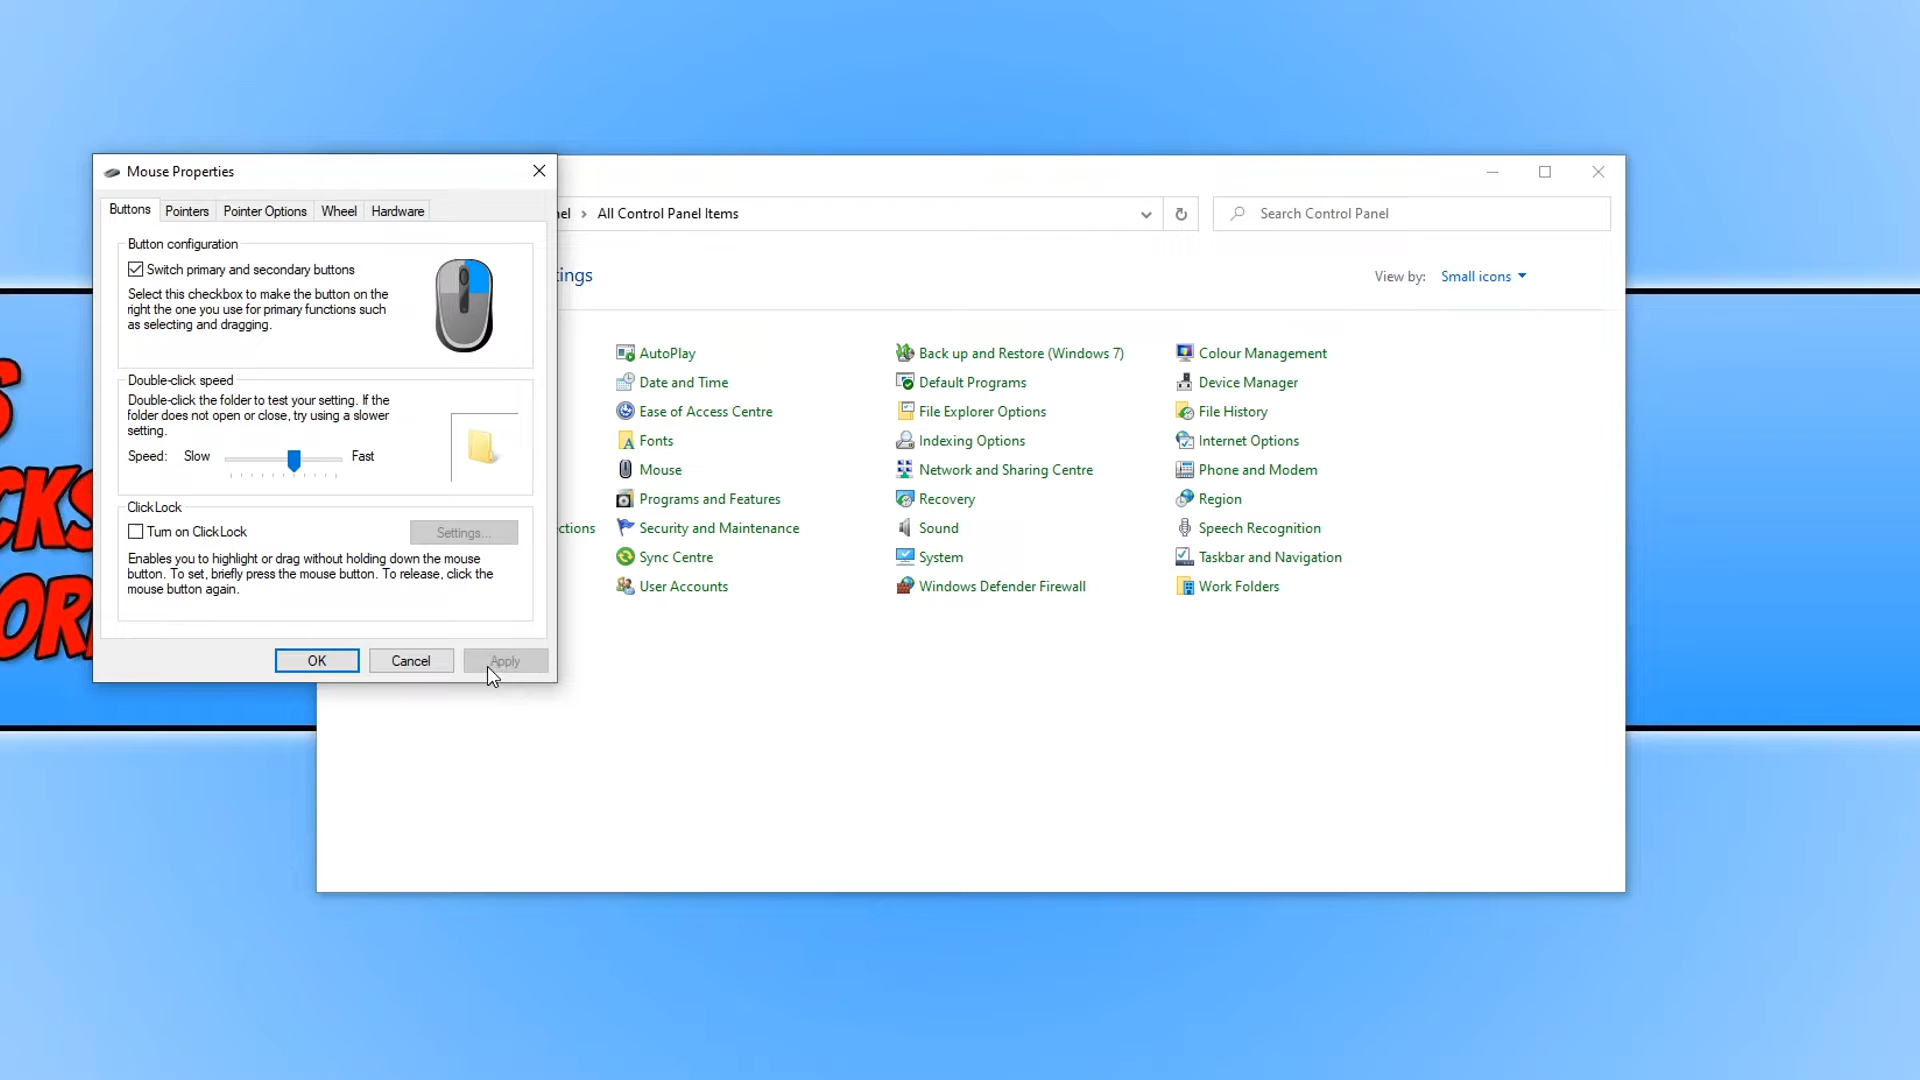 Mouse Properties
Buttons
Pointers
Pointer Options
Wheel
Hardware
Button configuration
Switch primary and secondary buttons
Select this checkbox to make the button on the
right the one you use for primary functions such
as selecting and dragging.
Double-click speed
Double-click the folder to test your setting. If the
folder does not open or close, try using a slower
setting.
Speed: Slow Fast
ClickLock
Turn on ClickLock
Settings...
Enables you to highlight or drag without holding down the mouse
button. To set, briefly press the mouse button. To release, click the
mouse button again.
OK
Cancel
Apply
All Control Panel Items
Search Control Panel
View by: Small icons
AutoPlay
Back up and Restore (Windows 7)
Colour Management
Date and Time
Default Programs
Device Manager
Ease of Access Centre
File Explorer Options
File History
Fonts
Indexing Options
Internet Options
Mouse
Network and Sharing Centre
Phone and Modem
Programs and Features
Recovery
Region
Security and Maintenance
Sound
Speech Recognition
Sync Centre
System
Taskbar and Navigation
User Accounts
Windows Defender Firewall
Work Folders